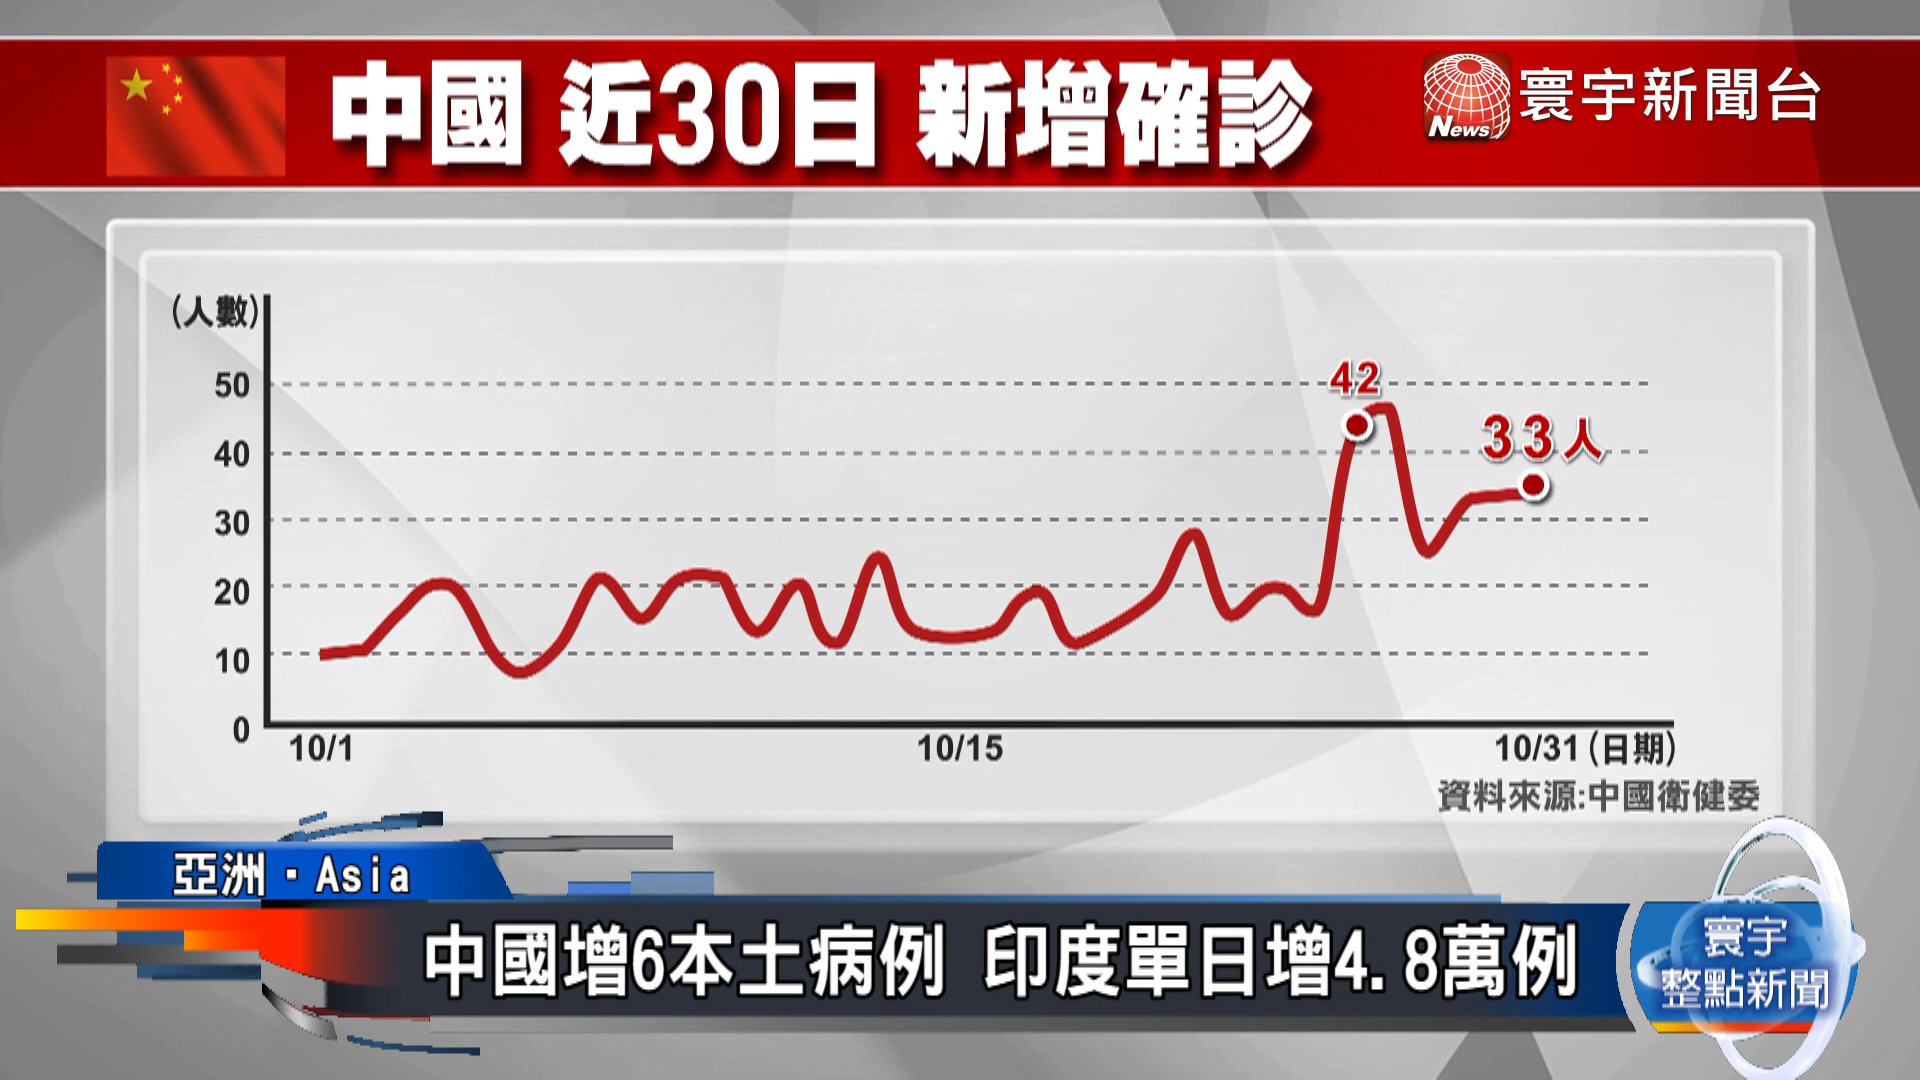 中國 近30日 新增確診
News 寰宇新聞台
(人數)
50
40
30
20
10
0
42
33人
10/1
10/15
10/31(日期)
資料來源:中國衛健委
亞洲·Asia
中國增6本土病例 印度單日增4.8萬例
寰宇
整點新聞